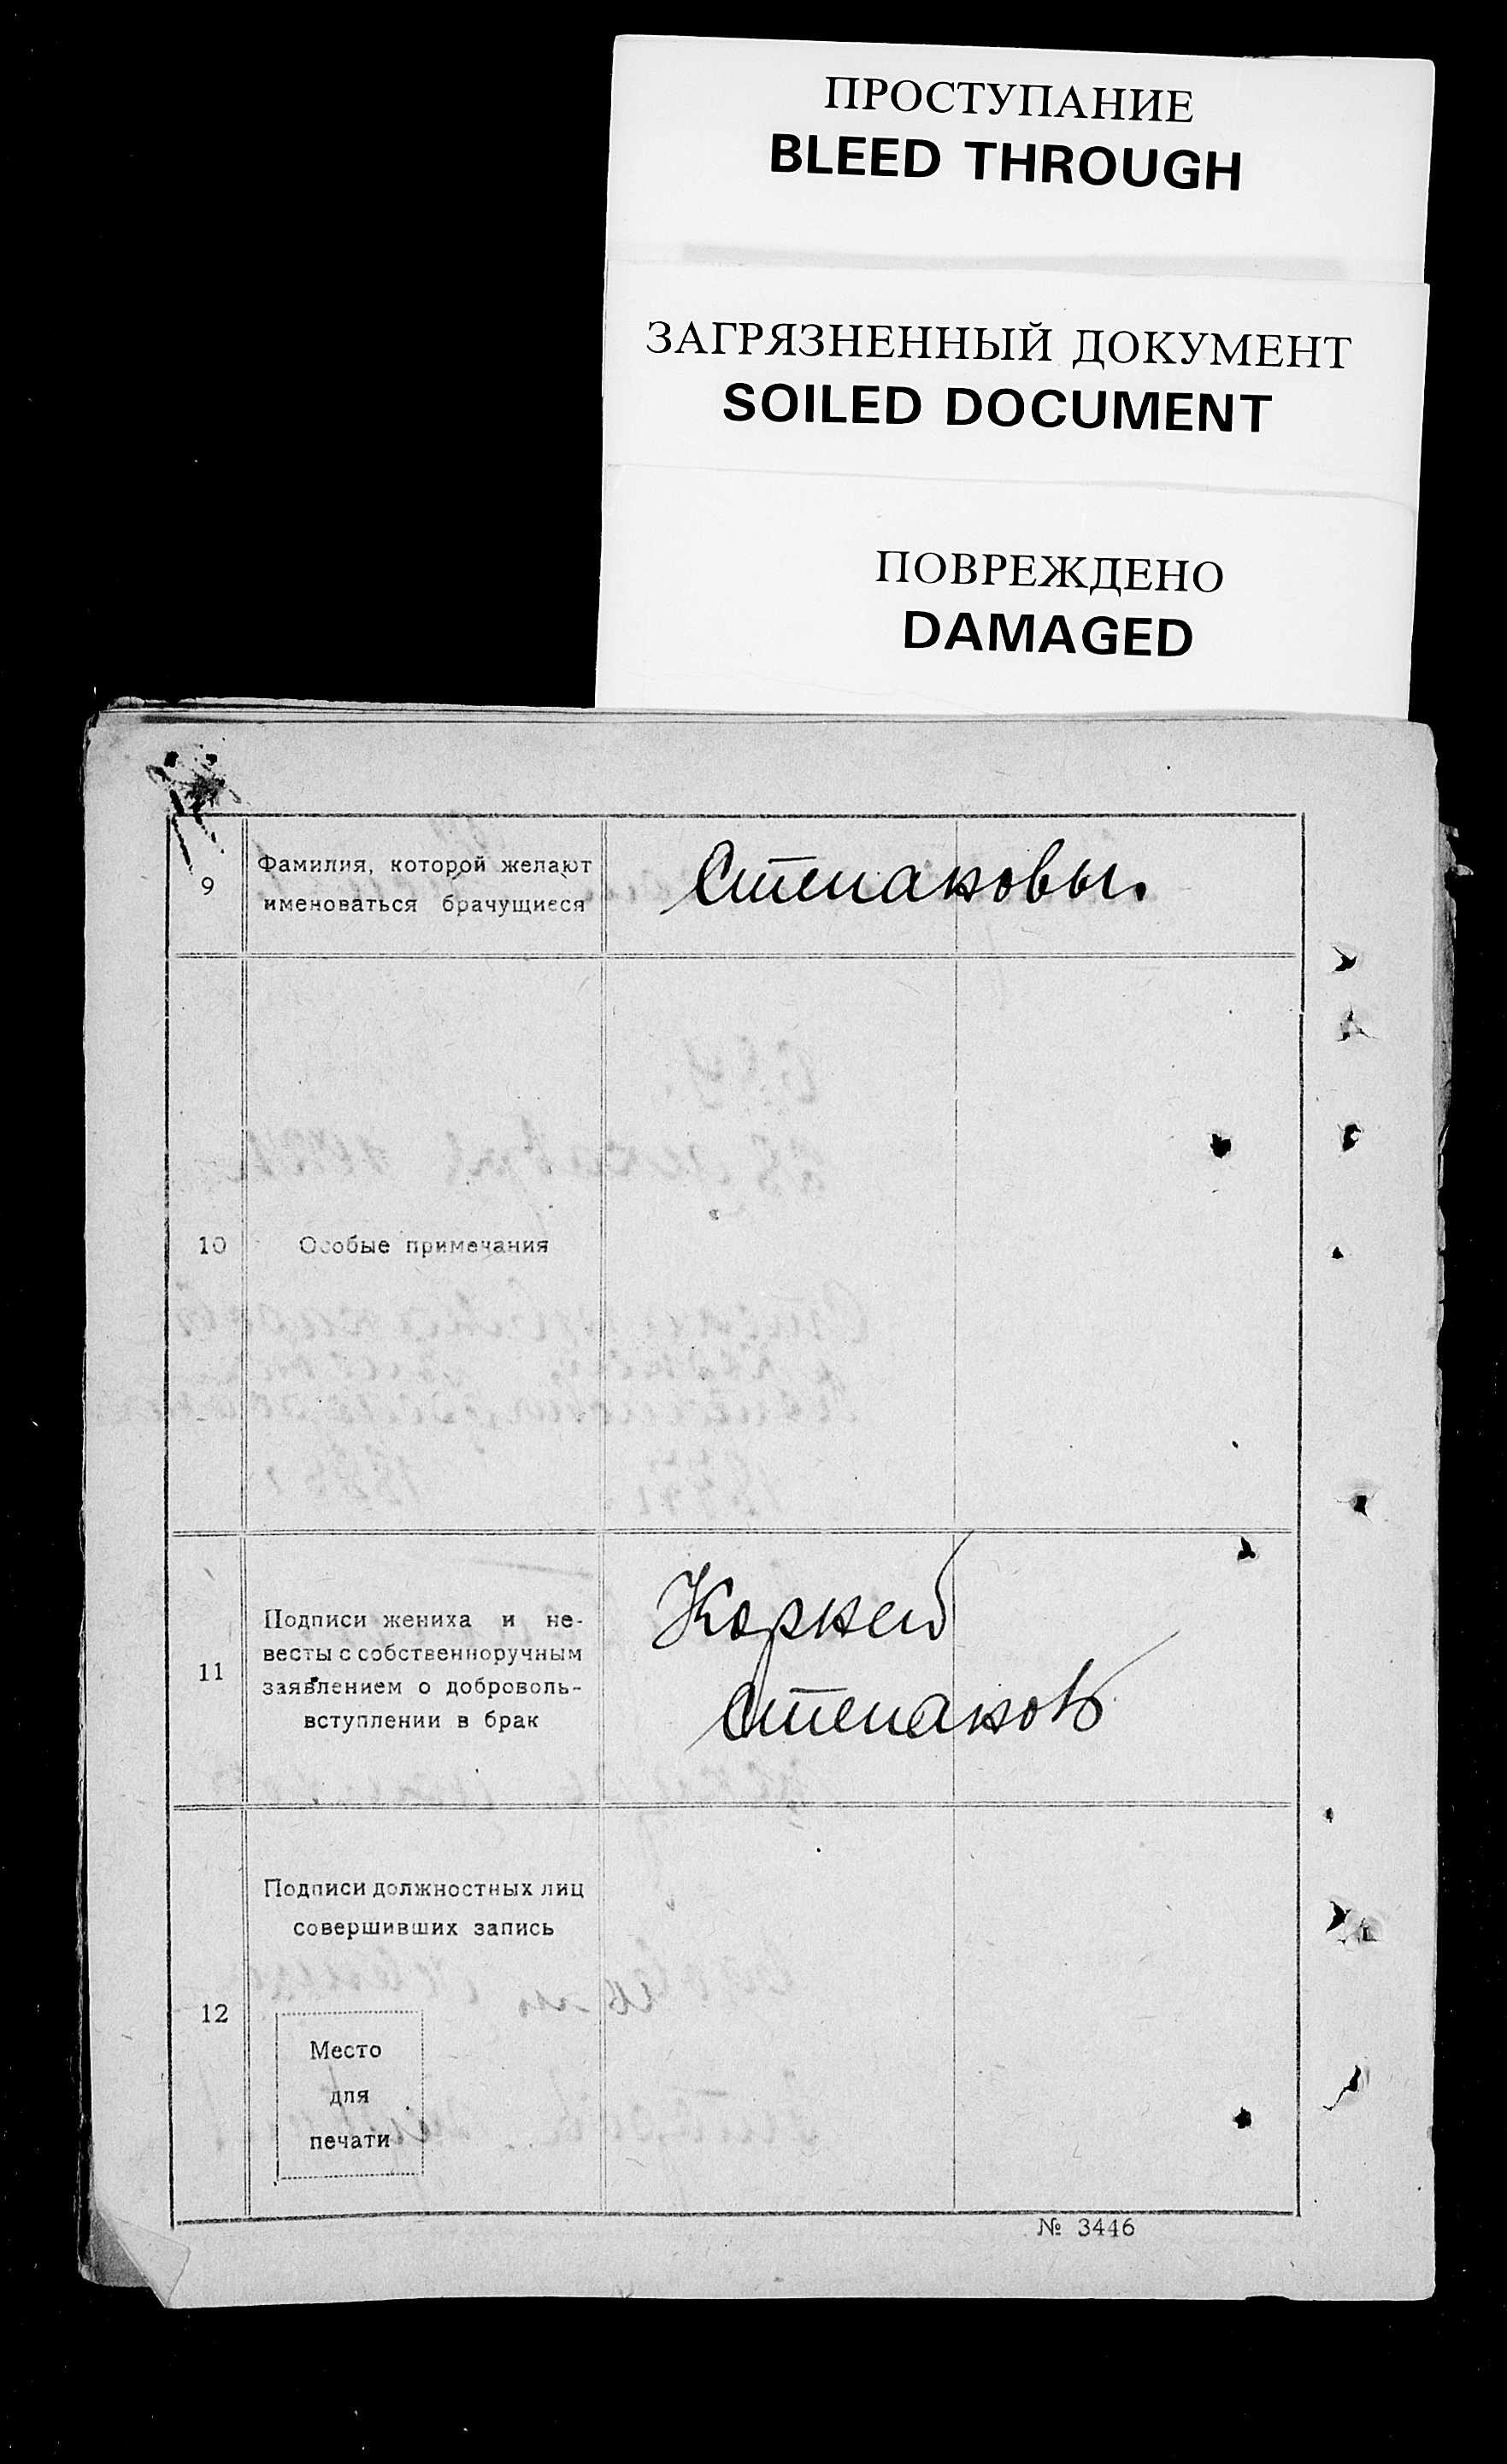 ПРОСТУПАНИЕ
BLEED THROUGH
ЗАГРЯЗНЕННЫЙ ДОКУМЕНТ
SOILED DOCUMENT
ПОВРЕЖДЕНО
DAMAGED
9
Фамилия, которой желают
именоваться брачущиеся
Степаковы.
10
Особые примечания
11
Подписи жениха и не-
весты с собственноручным
заявлением о доброволь-
вступлении в брак
Корней
Степаков
12
Подписи должностных лиц
совершивших запись
Место
для
печати
№ 3446